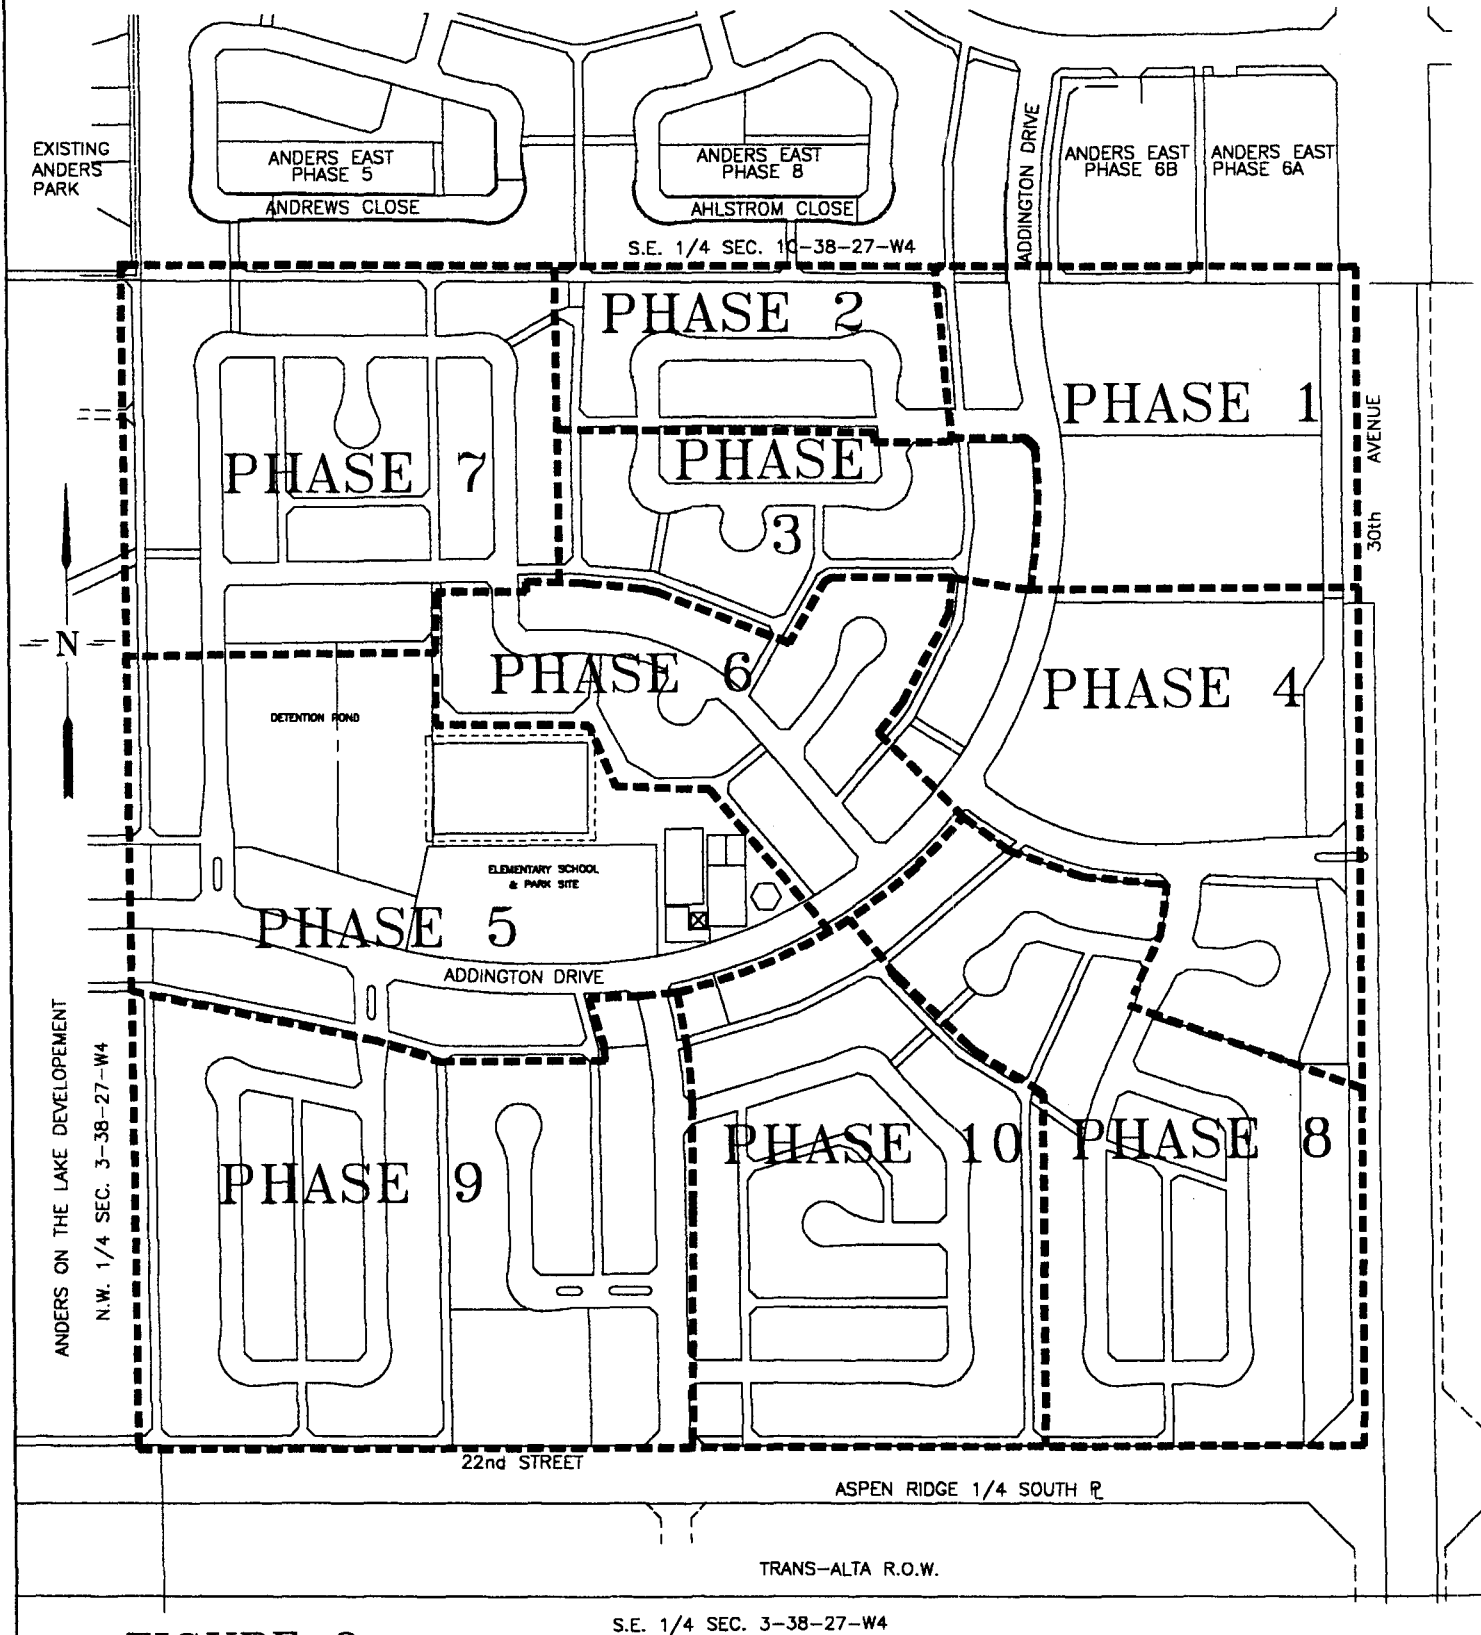 EXISTING
ANDERS
PARK
ANDERS EAST
PHASE 5
ANDREWS CLOSE
ANDERS EAST
PHASE 8
AHLSTROM CLOSE
ADDINGTON DRIVE
ANDERS EAST
PHASE 6B
ANDERS EAST
PHASE 6A
S.E. 1/4 SEC. 10-38-27-W4
PHASE 2
PHASE 1
30th AVENUE
PHASE 7
PHASE
3
N
PHASE 6
PHASE 4
DETENTION POND
ELEMENTARY SCHOOL
& PARK SITE
PHASE 5
ADDINGTON DRIVE
ANDERS ON THE LAKE DEVELOPEMENT
N.W. 1/4 SEC. 3-38-27-W4
PHASE 9
PHASE 10
PHASE 8
22nd STREET
ASPEN RIDGE 1/4 SOUTH PL
TRANS-ALTA R.O.W.
S.E. 1/4 SEC. 3-38-27-W4